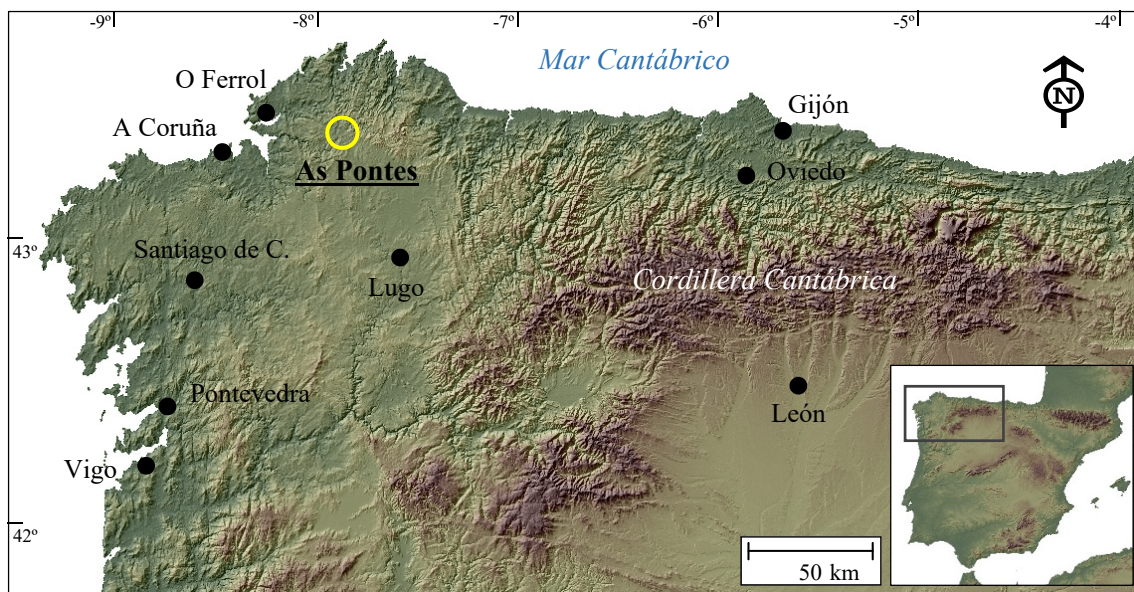 -9º -8º -7º -6º -5º -4º
Mar Cantábrico
N
O Ferrol
Gijón
A Coruña
As Pontes
Oviedo
43º
Santiago de C.
Lugo
Cordillera Cantábrica
Pontevedra
León
Vigo
42º
50 km